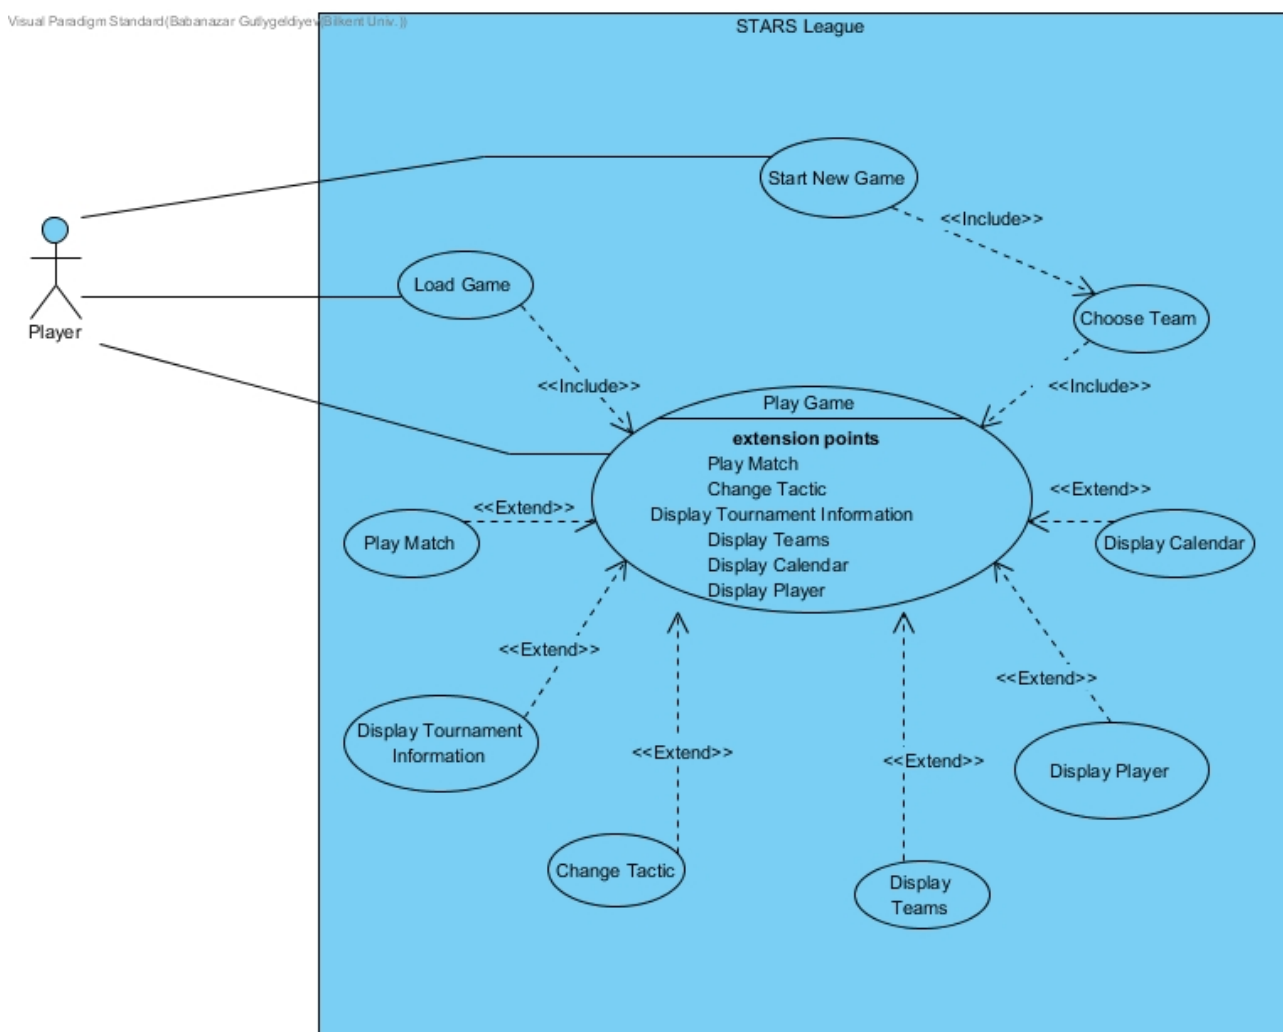 Visual Paradigm Standard(Babanazar Gutlygeldiyev(Bilkent Univ.))
STARS League
Start New Game
<<Include>>
Load Game
Choose Team
Player
<<Include>>
<<Include>>
Play Game
extension points
Play Match
Change Tactic
Display Tournament Information
Display Teams
Display Calendar
Display Player
<<Extend>>
Play Match
<<Extend>>
Display Calendar
<<Extend>>
<<Extend>>
Display Tournament
Information
<<Extend>>
<<Extend>>
Display Player
Change Tactic
Display
Teams